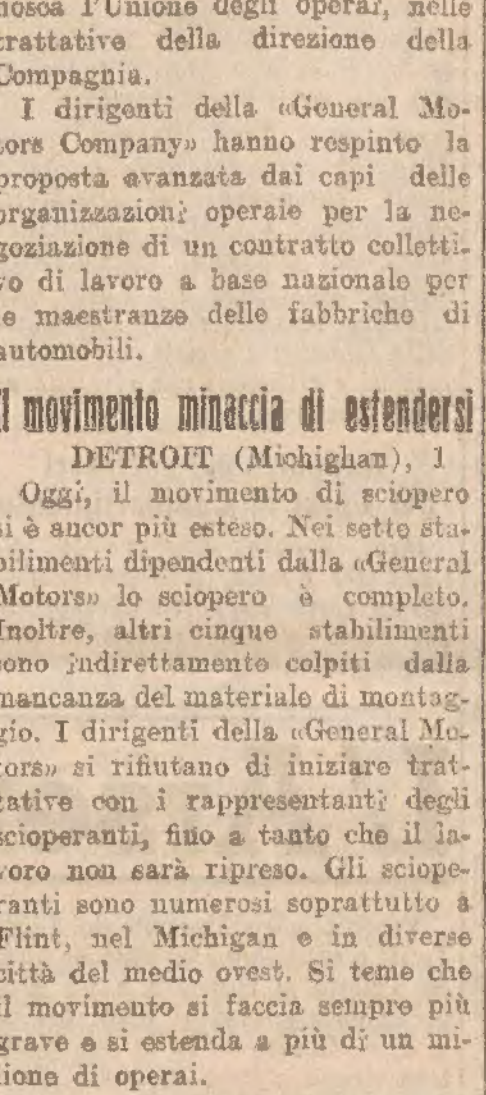 nosca l'Unione degli operai, nelle
trattative della direzione della
Compagnia.
I dirigenti della «General Mo-
tors Company» hanno respinto la
proposta avanzata dai capi delle
organizzazioni operaie per la ne-
goziazione di un contratto colletti-
vo di lavoro a base nazionale per
le maestranze delle fabbriche di
automobili.
Il movimento minaccia di estendersi
DETROIT (Michighan), 1
Oggi, il movimento di sciopero
si è ancor più esteso. Nei sette sta-
bilimenti dipendenti dalla «General
Motors» lo sciopero è completo.
Inoltre, altri cinque stabilimenti
sono indirettamente colpiti dalla
mancanza del materiale di montag-
gio. I dirigenti della «General Mo-
tors» si rifiutano di iniziare trat-
tative con i rappresentanti degli
scioperanti, fino a tanto che il la-
voro non sarà ripreso. Gli sciope-
ranti sono numerosi soprattutto a
Flint, nel Michigan e in diverse
città del medio ovest. Si teme che
il movimento si faccia sempre più
grave e si estenda a più di un mi-
lione di operai.